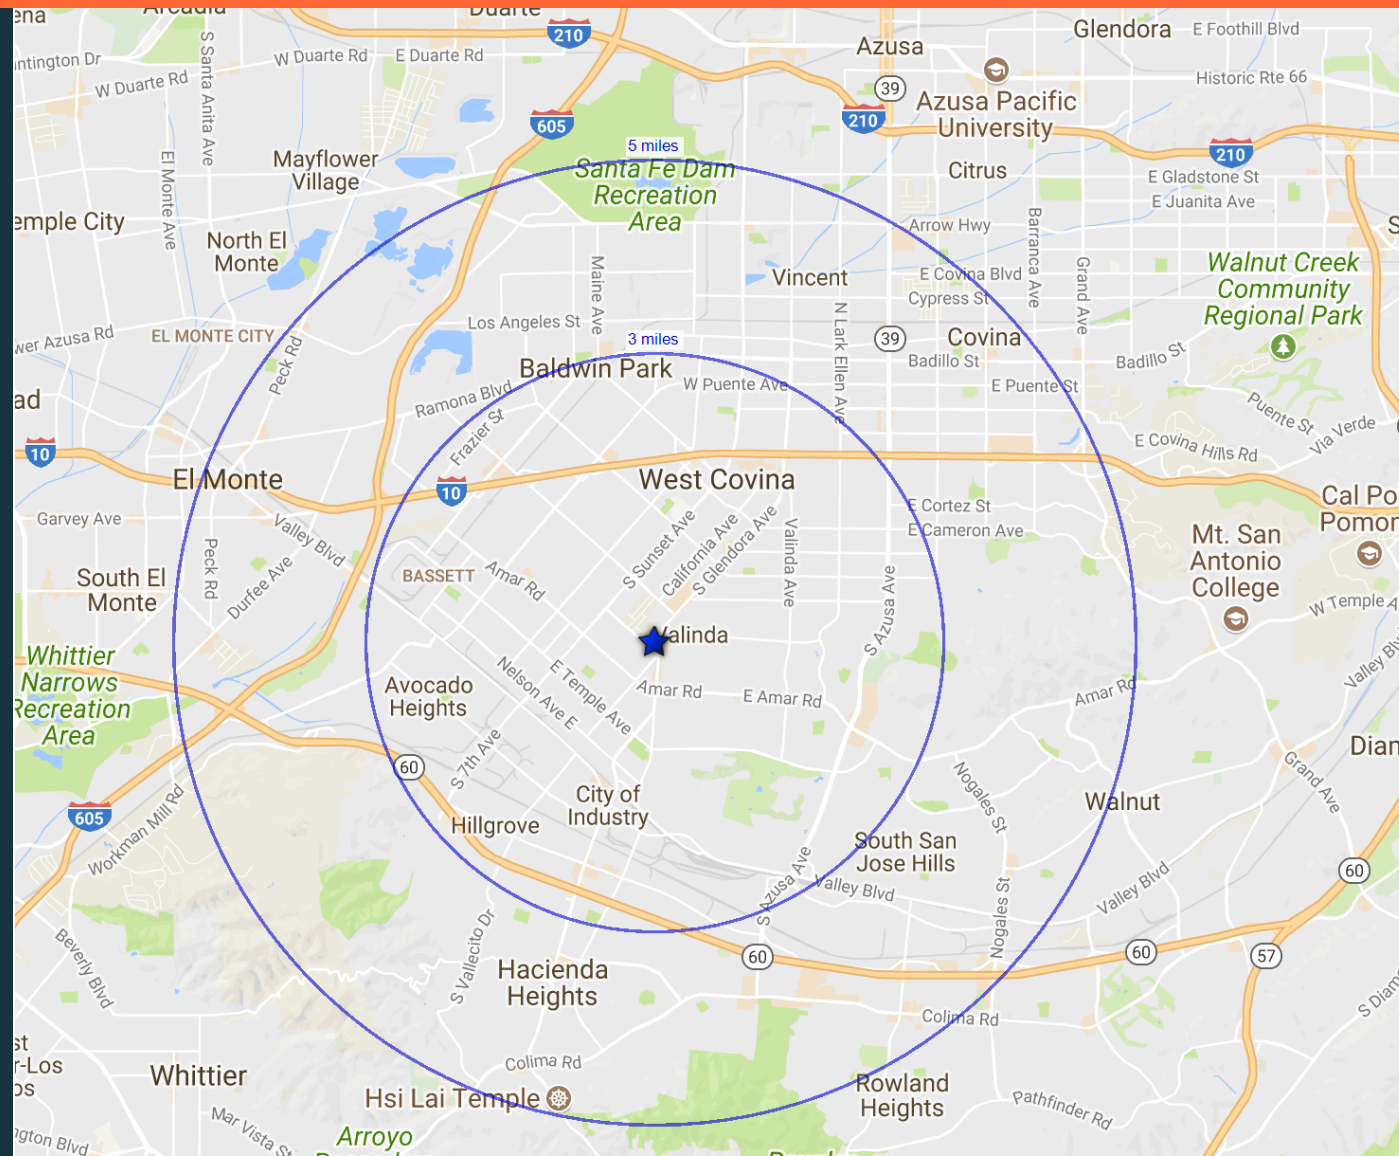 Arcadia
Duarte
Glendora
E Foothill Blvd
210
Azusa
W Duarte Rd
E Duarte Rd
W Duarte Rd
S Santa Anita Ave
39
Historic Rte 66
Azusa Pacific
University
605
210
210
5 miles
Mayflower
Village
El Monte Ave
Santa Fe Dam
Recreation
Area
Citrus
E Gladstone St
E Juanita Ave
Arrow Hwy
Barranca Ave
North El
Monte
Walnut Creek
Community
Regional Park
Vincent
E Covina Blvd
Cypress St
Grand Ave
Maine Ave
N Lark Ellen Ave
Los Angeles St
EL MONTE CITY
3 miles
39
Covina
Badillo St
Badillo St
Peck Rd
Baldwin Park
W Puente Ave
E Puente St
Ramona Blvd
Frazier St
Puente St
Via Verde
E Covina Hills Rd
10
El Monte
10
West Covina
Garvey Ave
Valley Blvd
E Cortez St
E Cameron Ave
S Sunset Ave
California Ave
S Glendora Ave
Valinda Ave
Mt. San
Antonio
College
South El
Monte
Peck Rd
Durfee Ave
BASSETT
Amar Rd
S Azusa Ave
Valinda
Whittier
Narrows
Recreation
Area
Avocado
Heights
Nelson Ave E
E Temple Ave
Amar Rd
E Amar Rd
Amar Rd
60
S 7th Ave
City of
Industry
Hillgrove
Nogales St
Walnut
Grand Ave
605
Workman Mill Rd
South San
Jose Hills
S Azusa Ave
Valley Blvd
Valley Blvd
60
Nogales St
Beverly Blvd
S Vallecito Dr
Hacienda
Heights
60
60
57
Colima Rd
Colima Rd
Whittier
Hsi Lai Temple
Rowland
Heights
Pathfinder Rd
Arroyo